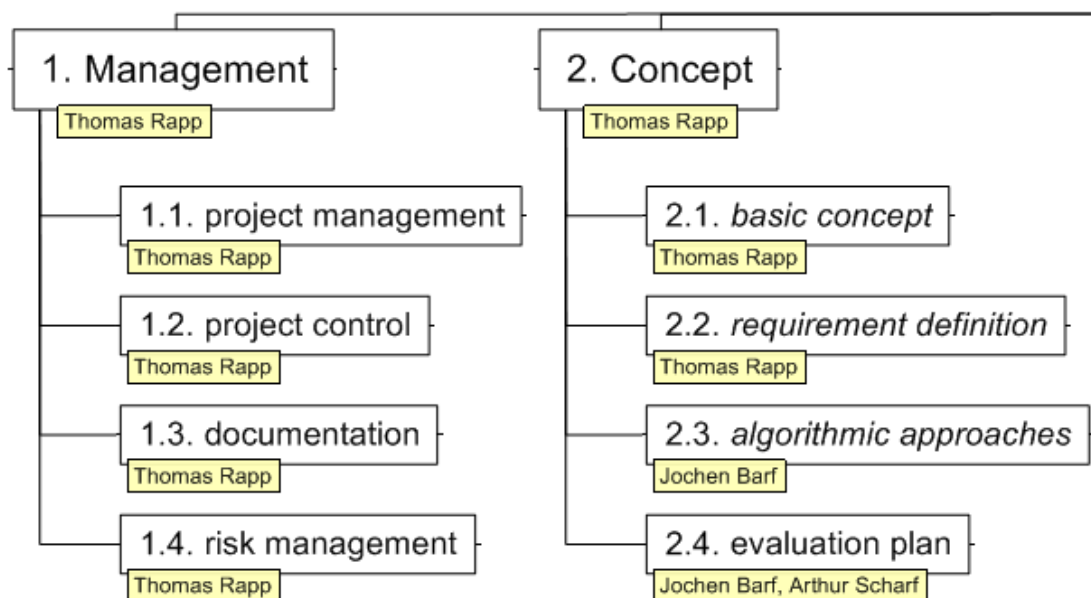 1. Management
Thomas Rapp
1.1. project management
Thomas Rapp
1.2. project control
Thomas Rapp
1.3. documentation
Thomas Rapp
1.4. risk management
Thomas Rapp
2. Concept
Thomas Rapp
2.1. basic concept
Thomas Rapp
2.2. requirement definition
Thomas Rapp
2.3. algorithmic approaches
Jochen Barf
2.4. evaluation plan
Jochen Barf, Arthur Scharf